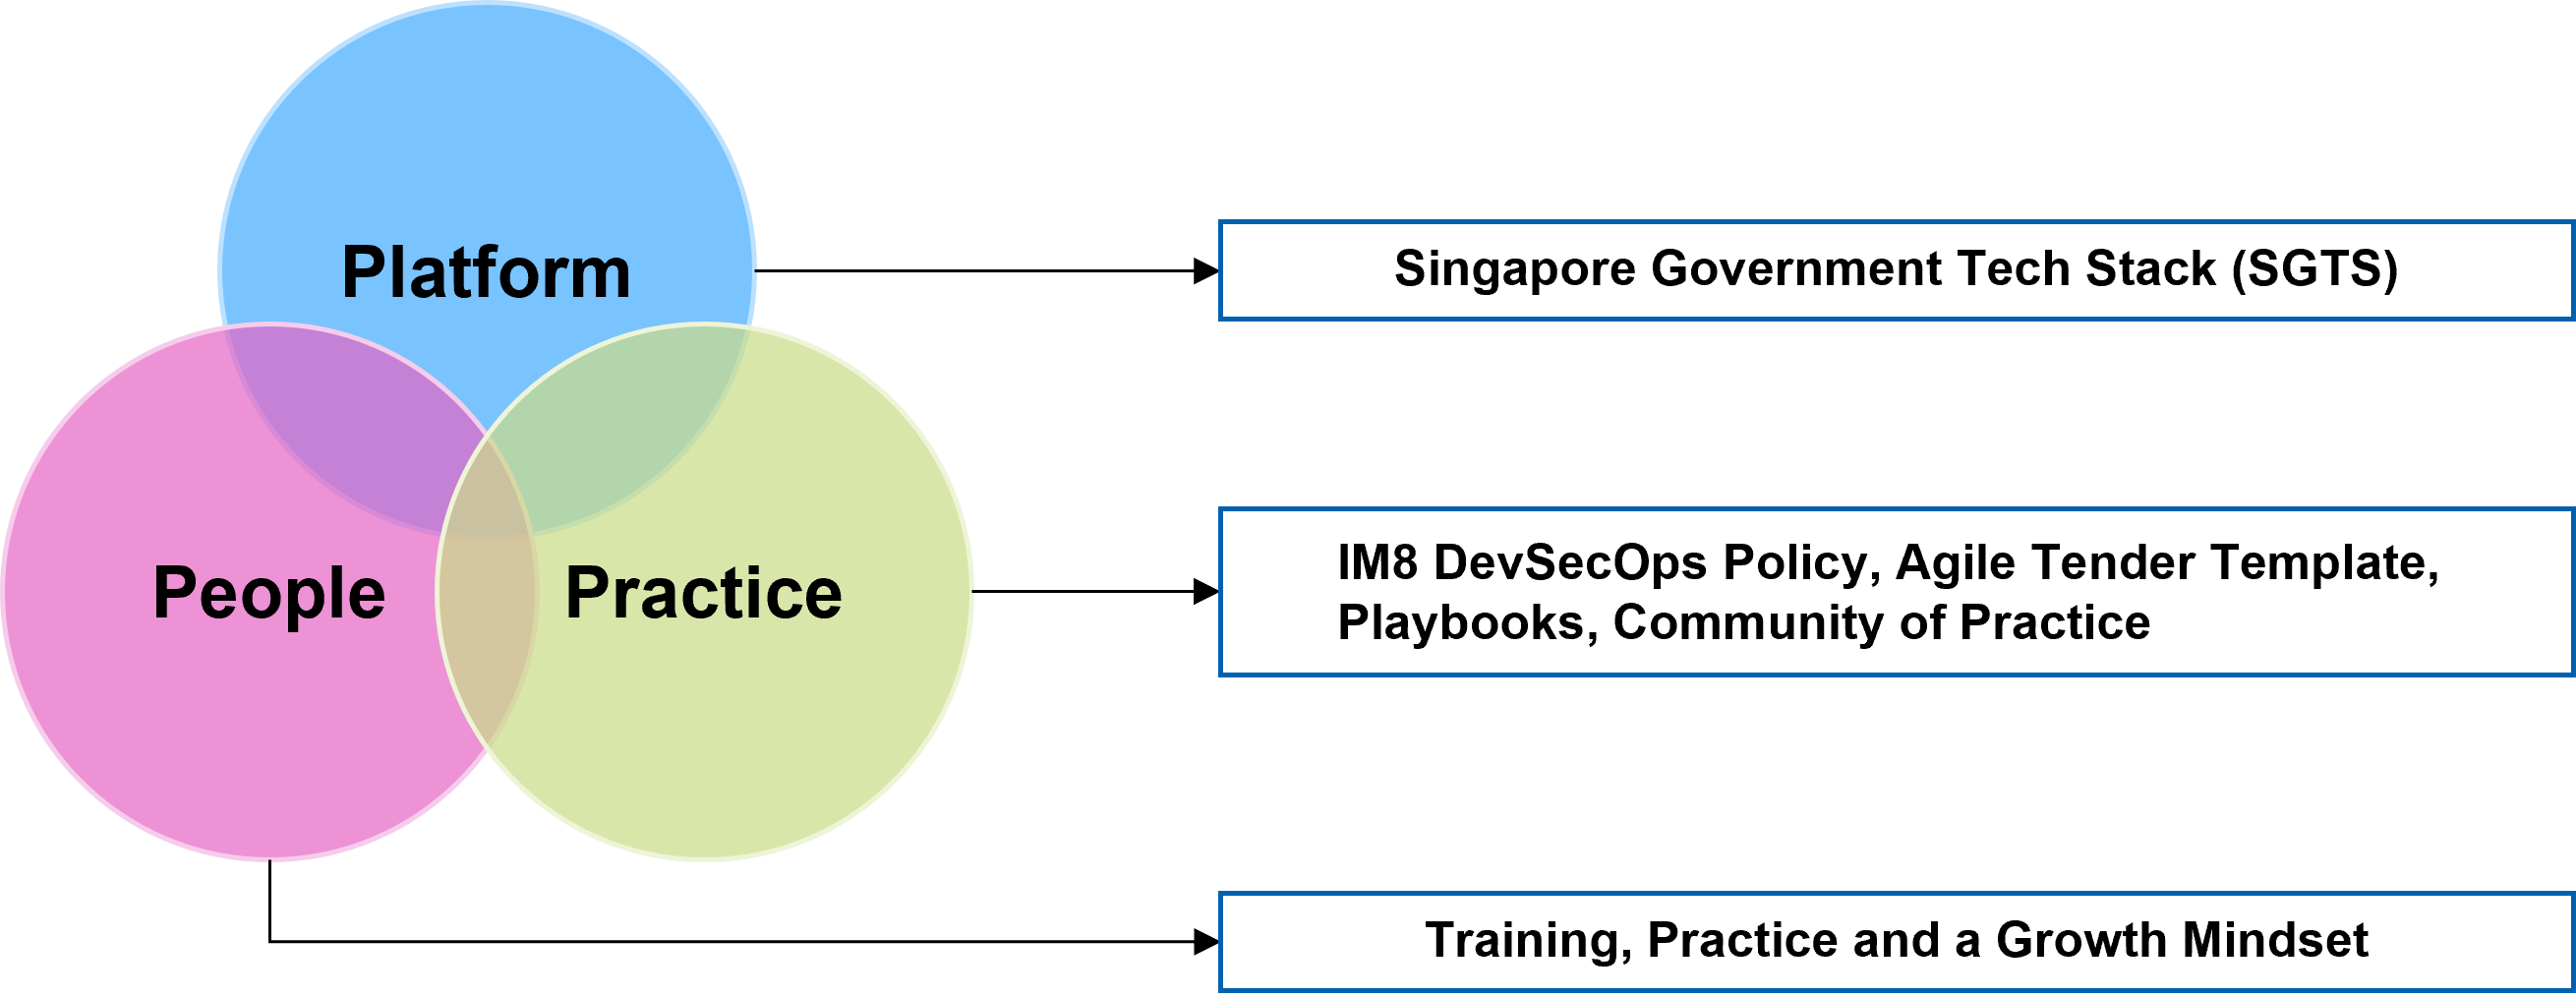 Platform
Singapore Government Tech Stack (SGTS)
People
Practice
IM8 DevSecOps Policy, Agile Tender Template,
Playbooks, Community of Practice
Training, Practice and a Growth Mindset